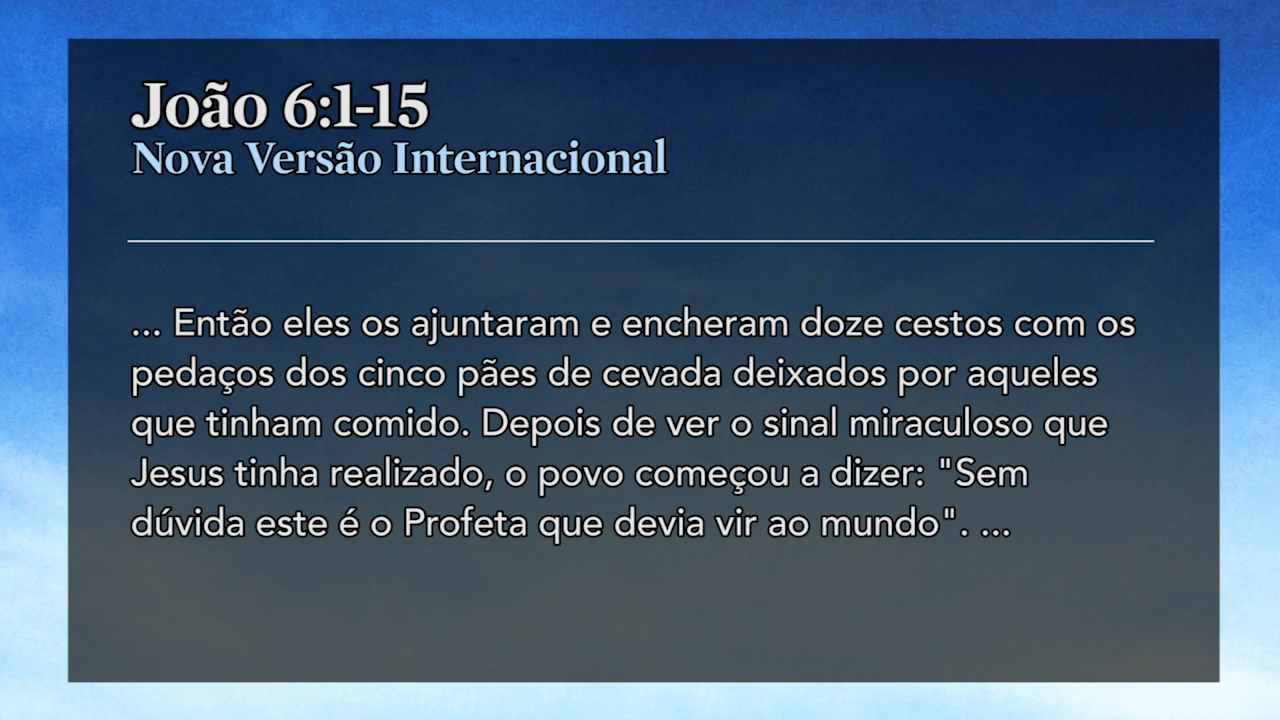 João 6:1-15
Nova Versão Internacional
... Então eles os ajuntaram e encheram doze cestos com os
pedaços dos cinco pães de cevada deixados por aqueles
que tinham comido. Depois de ver o sinal miraculoso que
Jesus tinha realizado, o povo começou a dizer: "Sem
dúvida este é o Profeta que devia vir ao mundo". ...